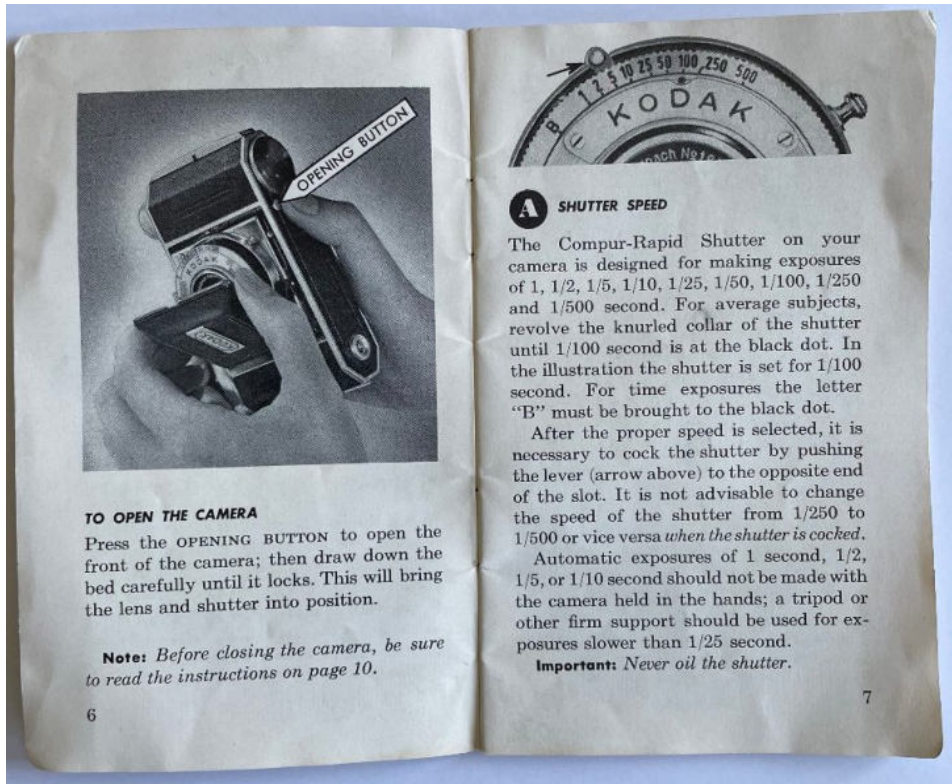 OPENING BUTTON
KODAK
KODAK
TO OPEN THE CAMERA
Press the OPENING BUTTON to open the
front of the camera; then draw down the
bed carefully until it locks. This will bring
the lens and shutter into position.
Note: Before closing the camera, be sure
to read the instructions on page 10.
6
B 1 2 5 10 25 50 100 250 500
KODAK
nach No
A SHUTTER SPEED
The Compur-Rapid Shutter on your
camera is designed for making exposures
of 1, 1/2, 1/5, 1/10, 1/25, 1/50, 1/100, 1/250
and 1/500 second. For average subjects,
revolve the knurled collar of the shutter
until 1/100 second is at the black dot. In
the illustration the shutter is set for 1/100
second. For time exposures the letter
"B" must be brought to the black dot.
After the proper speed is selected, it is
necessary to cock the shutter by pushing
the lever (arrow above) to the opposite end
of the slot. It is not advisable to change
the speed of the shutter from 1/250 to
1/500 or vice versa when the shutter is cocked.
Automatic exposures of 1 second, 1/2,
1/5, or 1/10 second should not be made with
the camera held in the hands; a tripod or
other firm support should be used for ex-
posures slower than 1/25 second.
Important: Never oil the shutter.
7